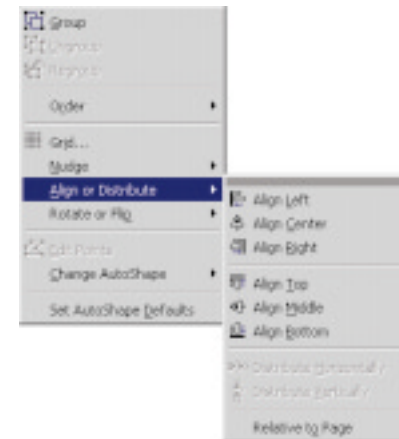 Group
Ungroup
Regroup
Order
Grid...
Nudge
Align or Distribute
Rotate or Flip
Edit Points
Change AutoShape
Set AutoShape Defaults
Align Left
Align Center
Align Right
Align Top
Align Middle
Align Bottom
Distribute Horizontally
Distribute Vertically
Relative to Page